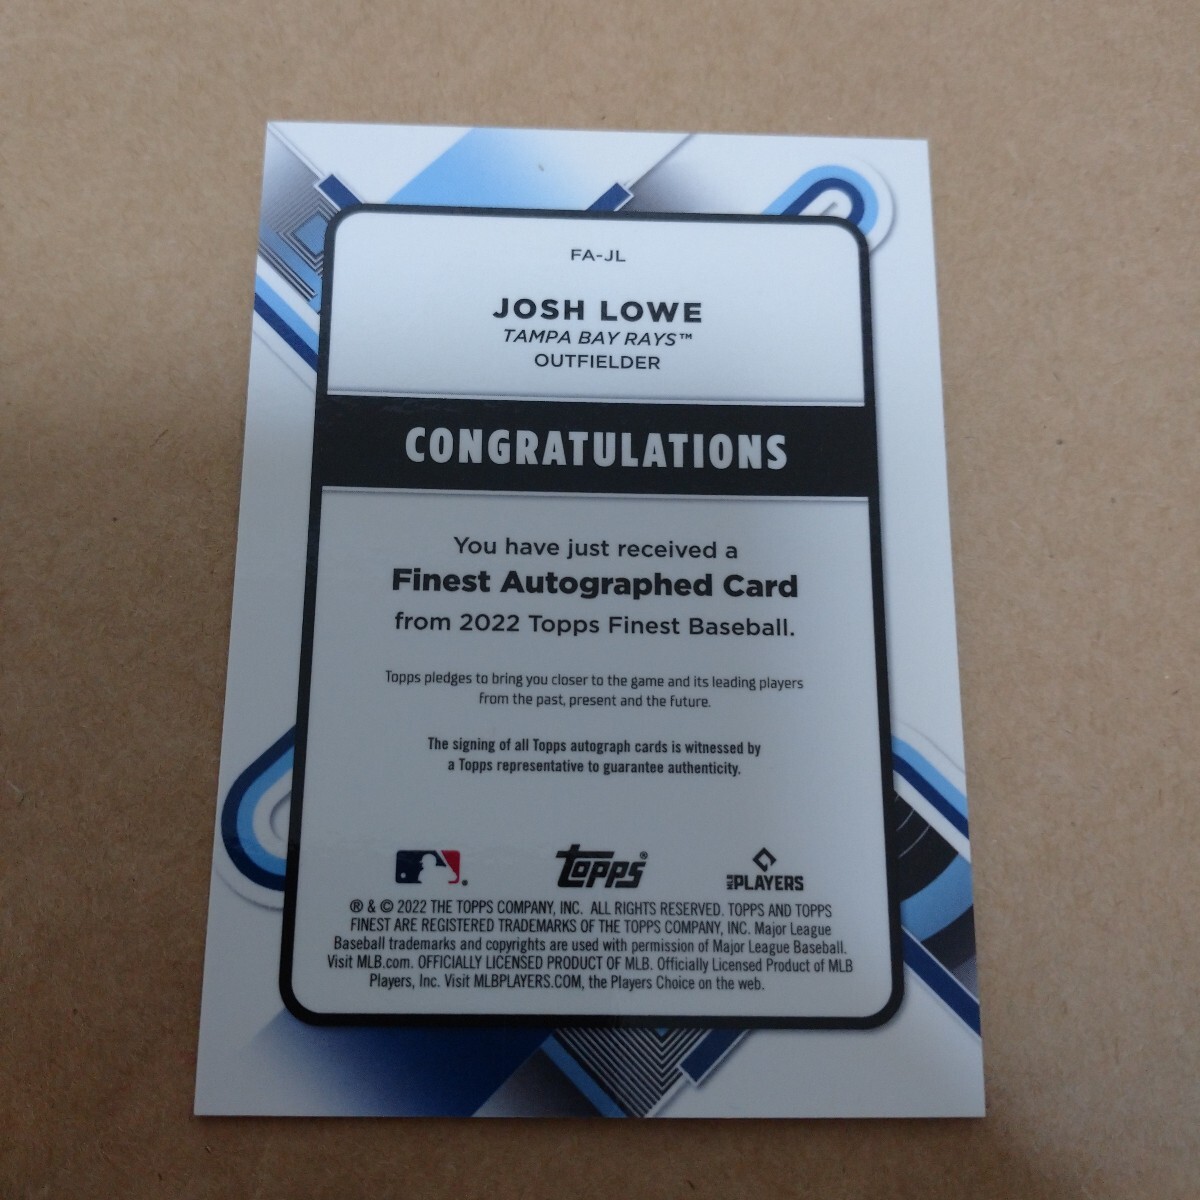 FA-JL
JOSH LOWE
TAMPA BAY RAYS™
OUTFIELDER
CONGRATULATIONS
You have just received a
Finest Autographed Card
from 2022 Topps Finest Baseball.
Topps pledges to bring you closer to the game and its leading players
from the past, present and the future.
The signing of all Topps autograph cards is witnessed by
a Topps representative to guarantee authenticity.
® topps® MLB PLAYERS
® & © 2022 THE TOPPS COMPANY, INC. ALL RIGHTS RESERVED. TOPPS AND TOPPS
FINEST ARE REGISTERED TRADEMARKS OF THE TOPPS COMPANY, INC. Major League
Baseball trademarks and copyrights are used with permission of Major League Baseball.
Visit MLB.com. OFFICIALLY LICENSED PRODUCT OF MLB. Officially Licensed Product of MLB
Players, Inc. Visit MLBPLAYERS.COM, the Players Choice on the web.